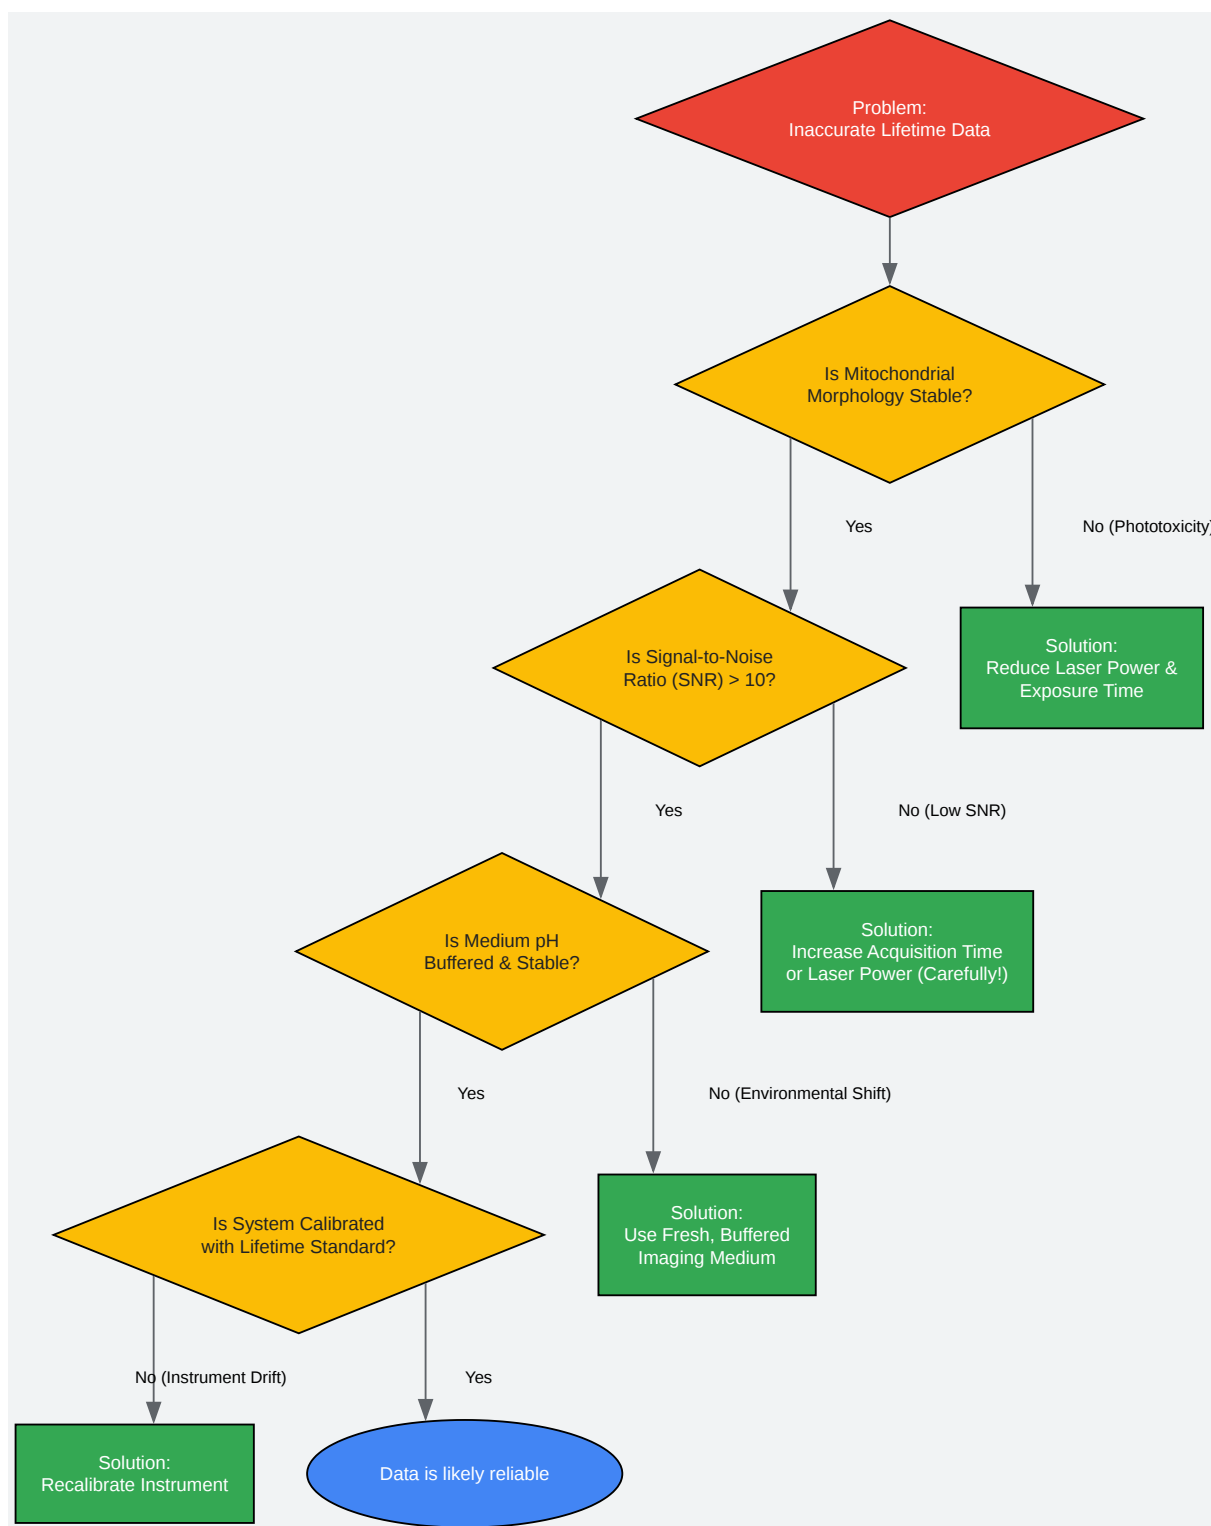 Problem:
Inaccurate Lifetime Data
Is Mitochondrial
Morphology Stable?
Yes
No (Phototoxicity)
Is Signal-to-Noise
Ratio (SNR) > 10?
Solution:
Reduce Laser Power &
Exposure Time
Yes
No (Low SNR)
Is Medium pH
Buffered & Stable?
Solution:
Increase Acquisition Time
or Laser Power (Carefully!)
Yes
No (Environmental Shift)
Is System Calibrated
with Lifetime Standard?
Solution:
Use Fresh, Buffered
Imaging Medium
No (Instrument Drift)
Yes
Solution:
Recalibrate Instrument
Data is likely reliable